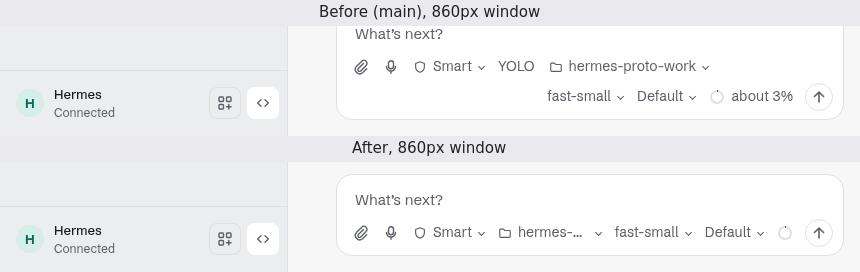 Before (main), 860px window
What's next?
Smart YOLO hermes-proto-work
H Hermes
Connected
fast-small Default about 3%
After, 860px window
What's next?
H Hermes
Connected
Smart hermes-... fast-small Default